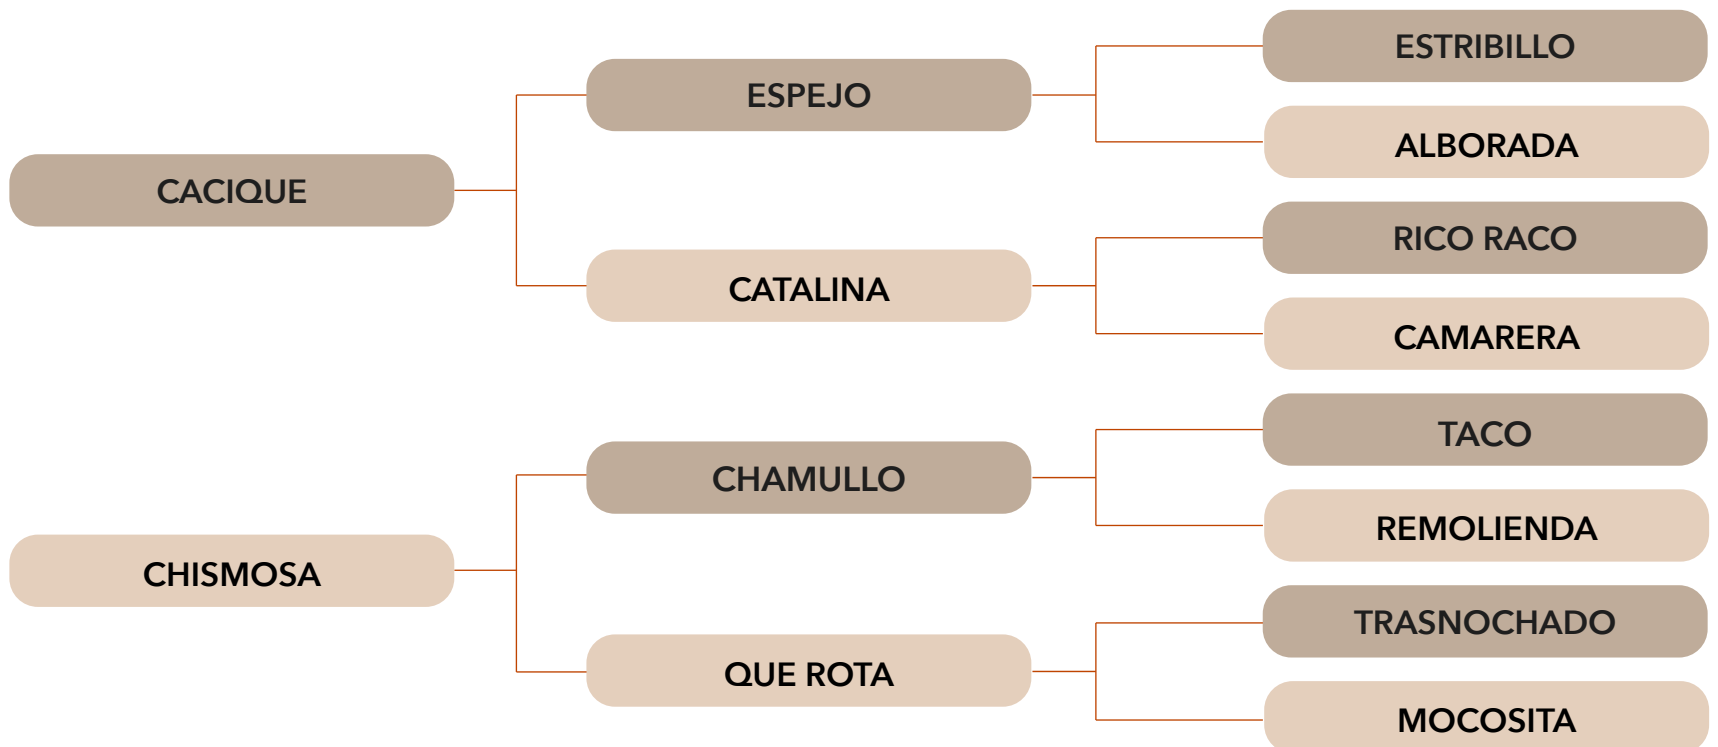 ESTRIBILLO
ESPEJO
ALBORADA
CACIQUE
RICO RACO
CATALINA
CAMARERA
TACO
CHAMULLO
REMOLIENDA
CHISMOSA
TRASNOCHADO
QUE ROTA
MOCOSITA